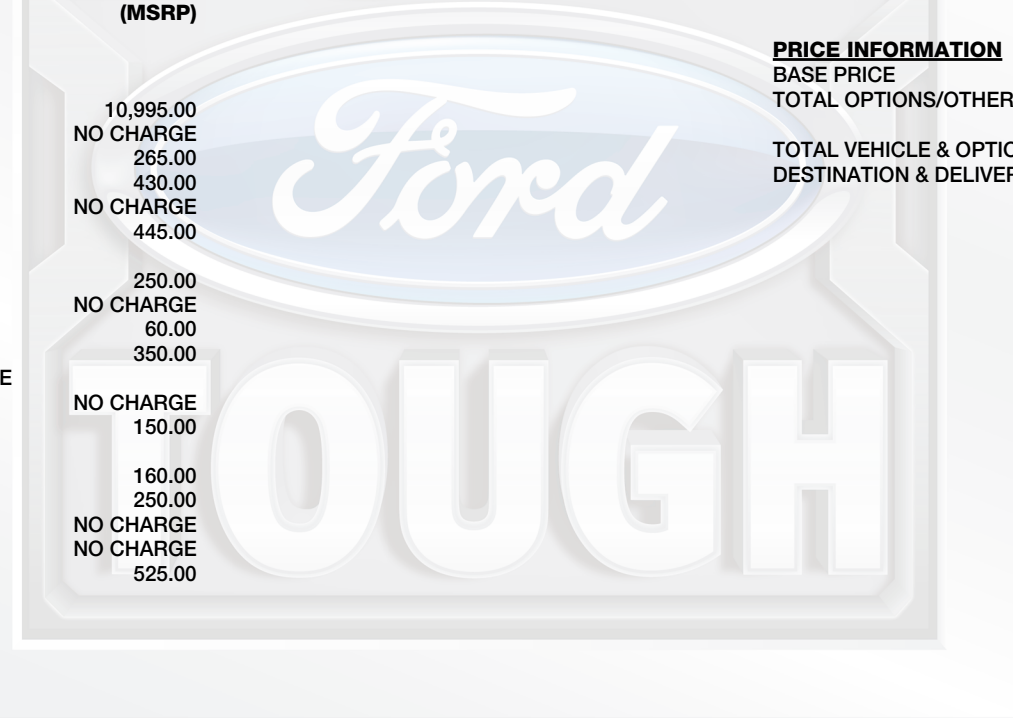 (MSRP)
10,995.00
NO CHARGE
265.00
430.00
NO CHARGE
445.00
250.00
NO CHARGE
60.00
350.00
E
NO CHARGE
150.00
160.00
250.00
NO CHARGE
NO CHARGE
525.00
PRICE INFORMATION
BASE PRICE
TOTAL OPTIONS/OTHER
TOTAL VEHICLE & OPTIO
DESTINATION & DELIVER
Ford
TOUGH